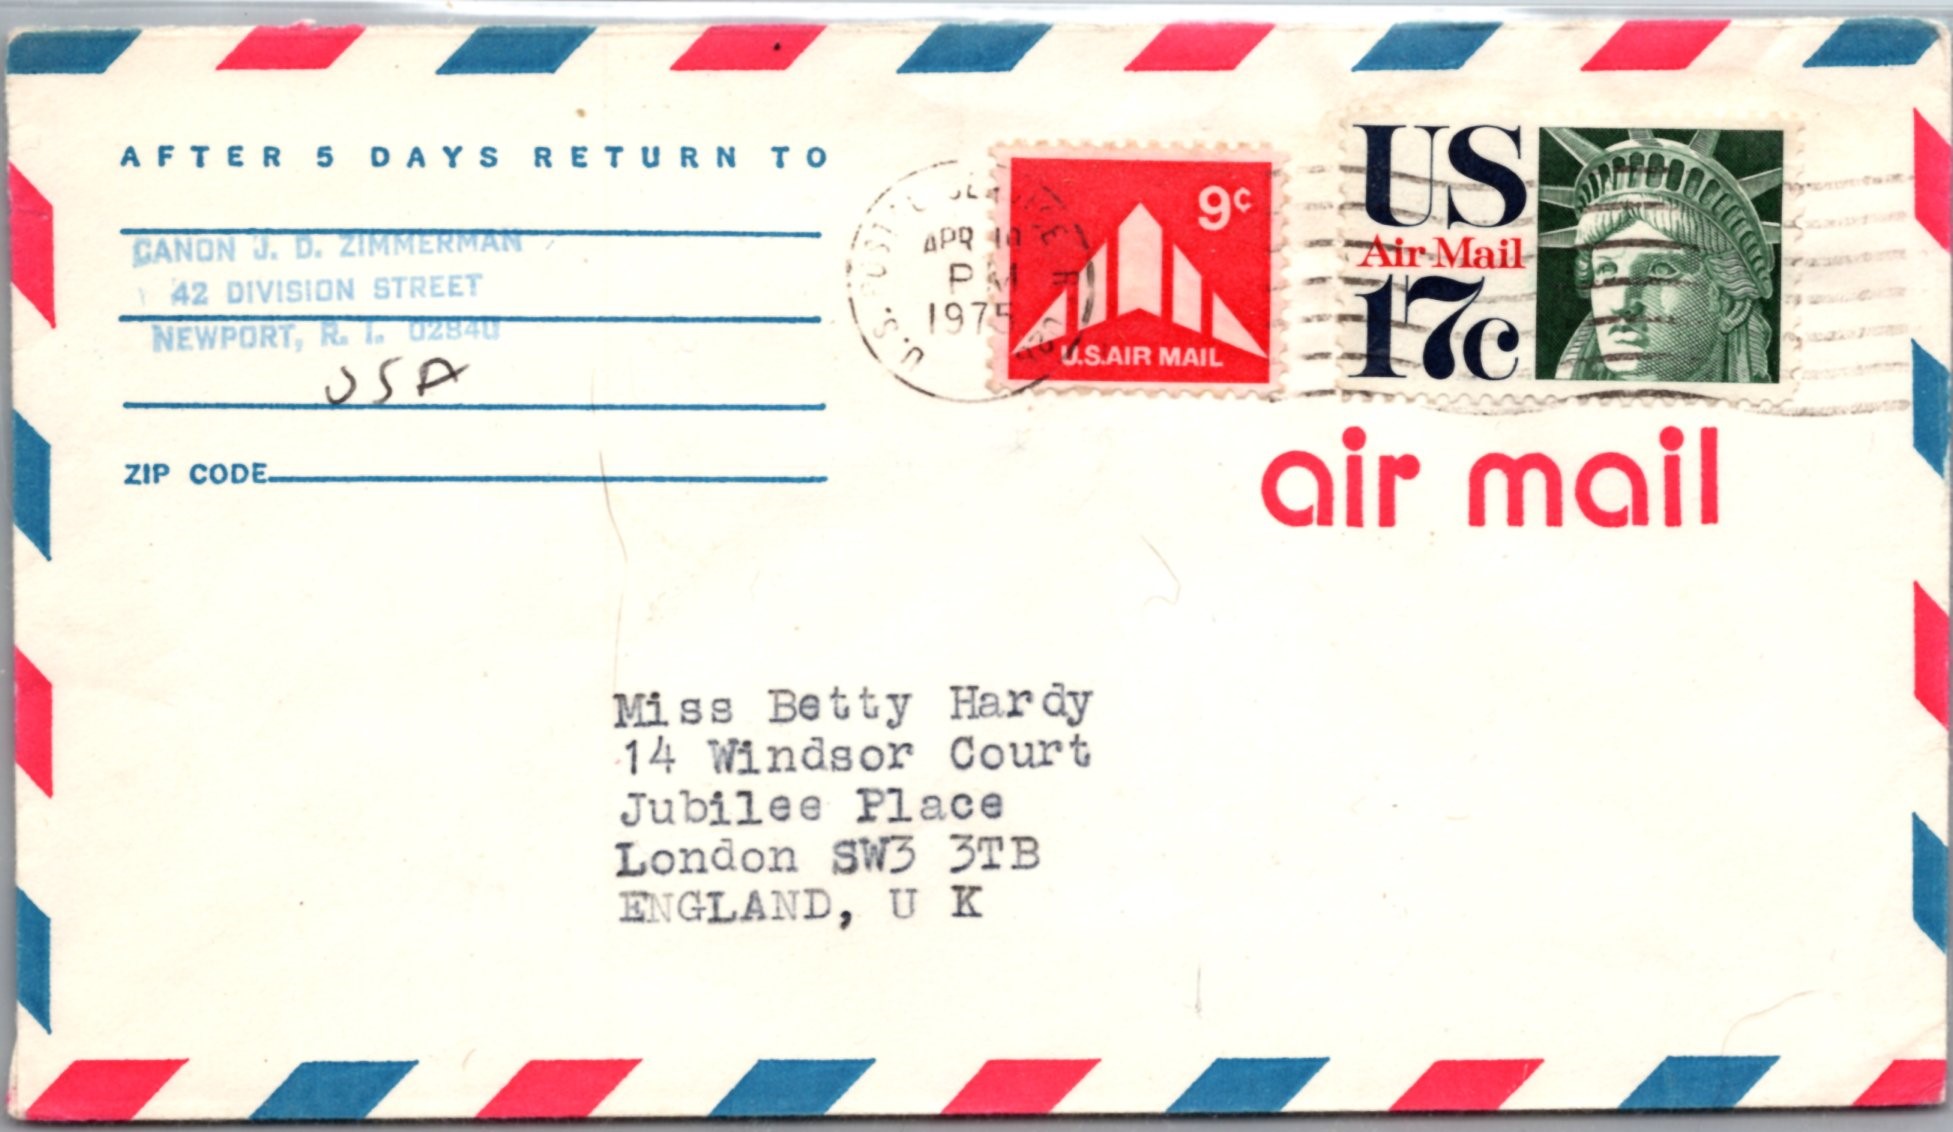 AFTER 5 DAYS RETURN TO
CANON J. D. ZIMMERMAN
42 DIVISION STREET
NEWPORT, R. I. 02840
USA
ZIP CODE
U.S. POSTAL SERVICE
APR
PM
1975
9¢
U.S.AIR MAIL
US
Air Mail
17c
air mail
Miss Betty Hardy
14 Windsor Court
Jubilee Place
London SW3 3TB
ENGLAND, U K